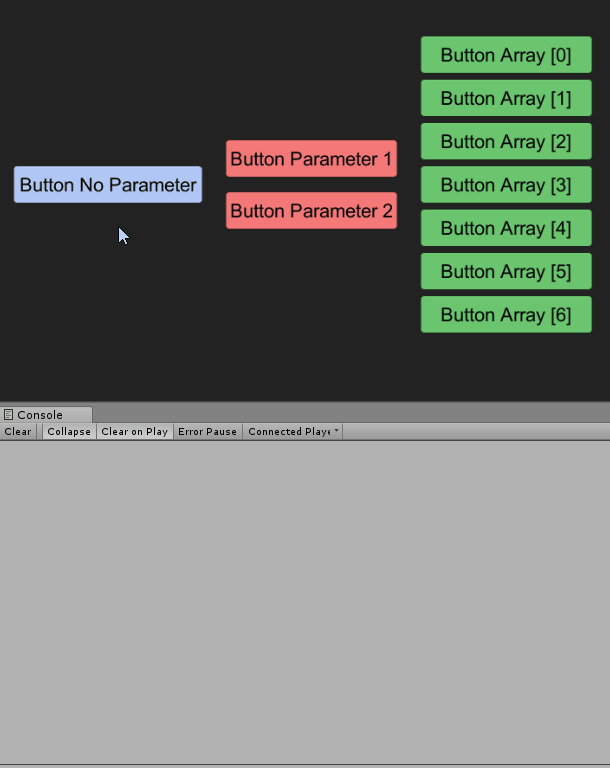 Button No Parameter
Button Parameter 1
Button Parameter 2
Button Array [0]
Button Array [1]
Button Array [2]
Button Array [3]
Button Array [4]
Button Array [5]
Button Array [6]
Console
Clear Collapse Clear on Play Error Pause Connected Playe